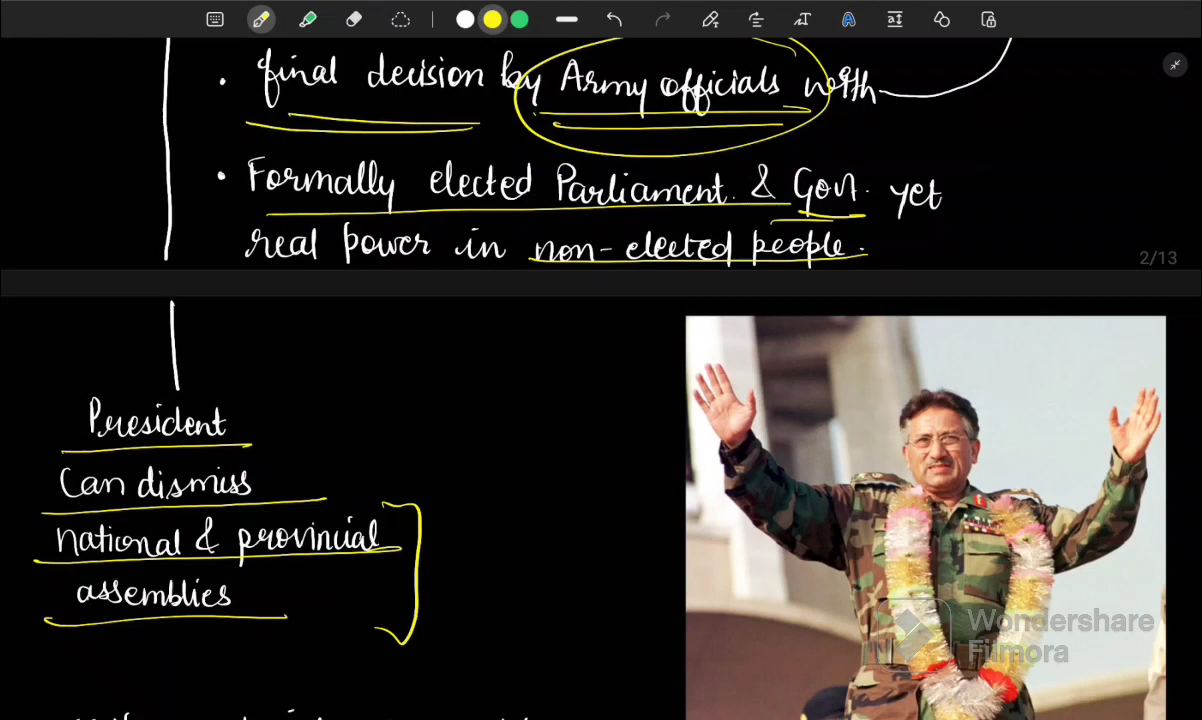 . final decision by Army officials with
. Formally elected Parliament & Gov. yet
real power in non-elected people.
2/13
President
Can dismiss
national & provincial
assemblies
Wondershare
Filmora